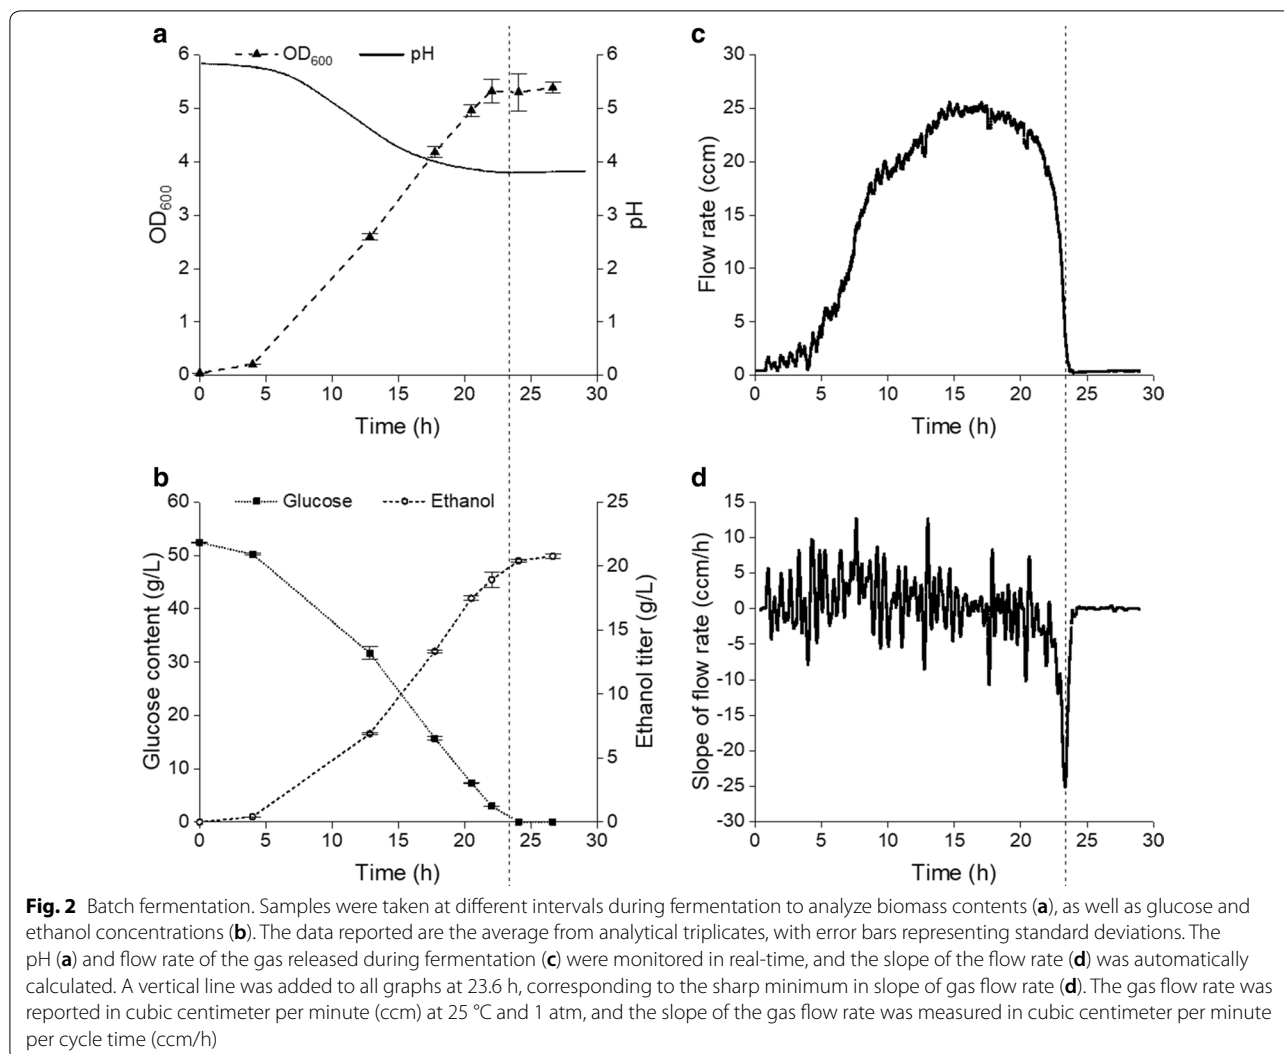 a
OD600 pH
6
5
4
3
2
1
0
OD600
6
5
4
3
2
1
0
pH
0 5 10 15 20 25 30
Time (h)
c
30
25
20
15
10
5
0
Flow rate (ccm)
0 5 10 15 20 25 30
Time (h)
b
Glucose Ethanol
60
50
40
30
20
10
0
Glucose content (g/L)
25
20
15
10
5
0
Ethanol titer (g/L)
0 5 10 15 20 25 30
Time (h)
d
15
10
5
0
-5
-10
-15
-20
-25
-30
Slope of flow rate (ccm/h)
0 5 10 15 20 25 30
Time (h)
Fig. 2 Batch fermentation. Samples were taken at different intervals during fermentation to analyze biomass contents (a), as well as glucose and
ethanol concentrations (b). The data reported are the average from analytical triplicates, with error bars representing standard deviations. The
pH (a) and flow rate of the gas released during fermentation (c) were monitored in real-time, and the slope of the flow rate (d) was automatically
calculated. A vertical line was added to all graphs at 23.6 h, corresponding to the sharp minimum in slope of gas flow rate (d). The gas flow rate was
reported in cubic centimeter per minute (ccm) at 25 °C and 1 atm, and the slope of the gas flow rate was measured in cubic centimeter per minute
per cycle time (ccm/h)